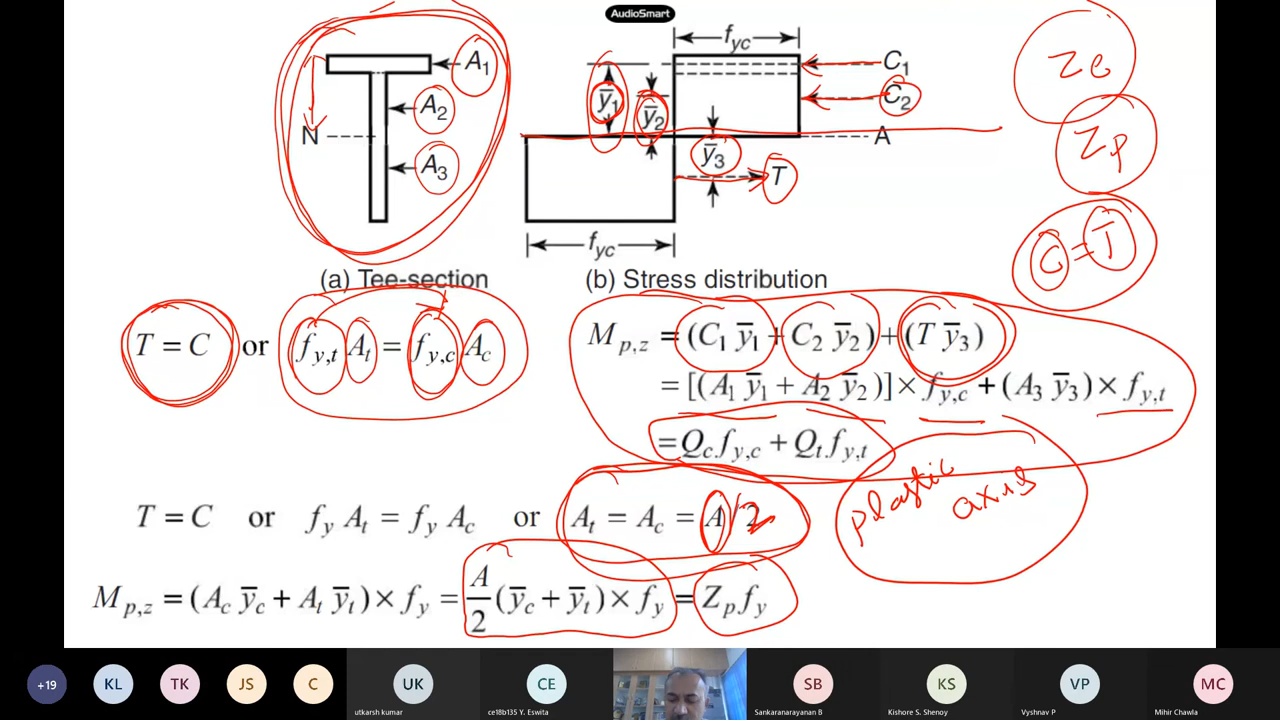 AudioSmart
f_yc
A₁ C₁ Z e
A₂ ȳ₁ ȳ₂ C₂
N A Z p
A₃ ȳ₃ T
C = T
f_yc
(a) Tee-section (b) Stress distribution
T = C or f_y,t A_t = f_y,c A_c
M_p,z = (C₁ ȳ₁ + C₂ ȳ₂) + (T ȳ₃)
= [(A₁ ȳ₁ + A₂ ȳ₂)] × f_y,c + (A₃ ȳ₃) × f_y,t
= Q_c f_y,c + Q_t f_y,t
plastic axis
T = C or f_y A_t = f_y A_c or A_t = A_c = A/2
M_p,z = (A_c ȳ_c + A_t ȳ_t) × f_y = A/2 (ȳ_c + ȳ_t) × f_y = Z_p f_y
+19 KL TK JS C UK CE SB KS VP MC
utkarsh kumar ce18b135 Y. Eswita Sankaranarayanan B Kishore S. Shenoy Vyshnav P Mihir Chawla